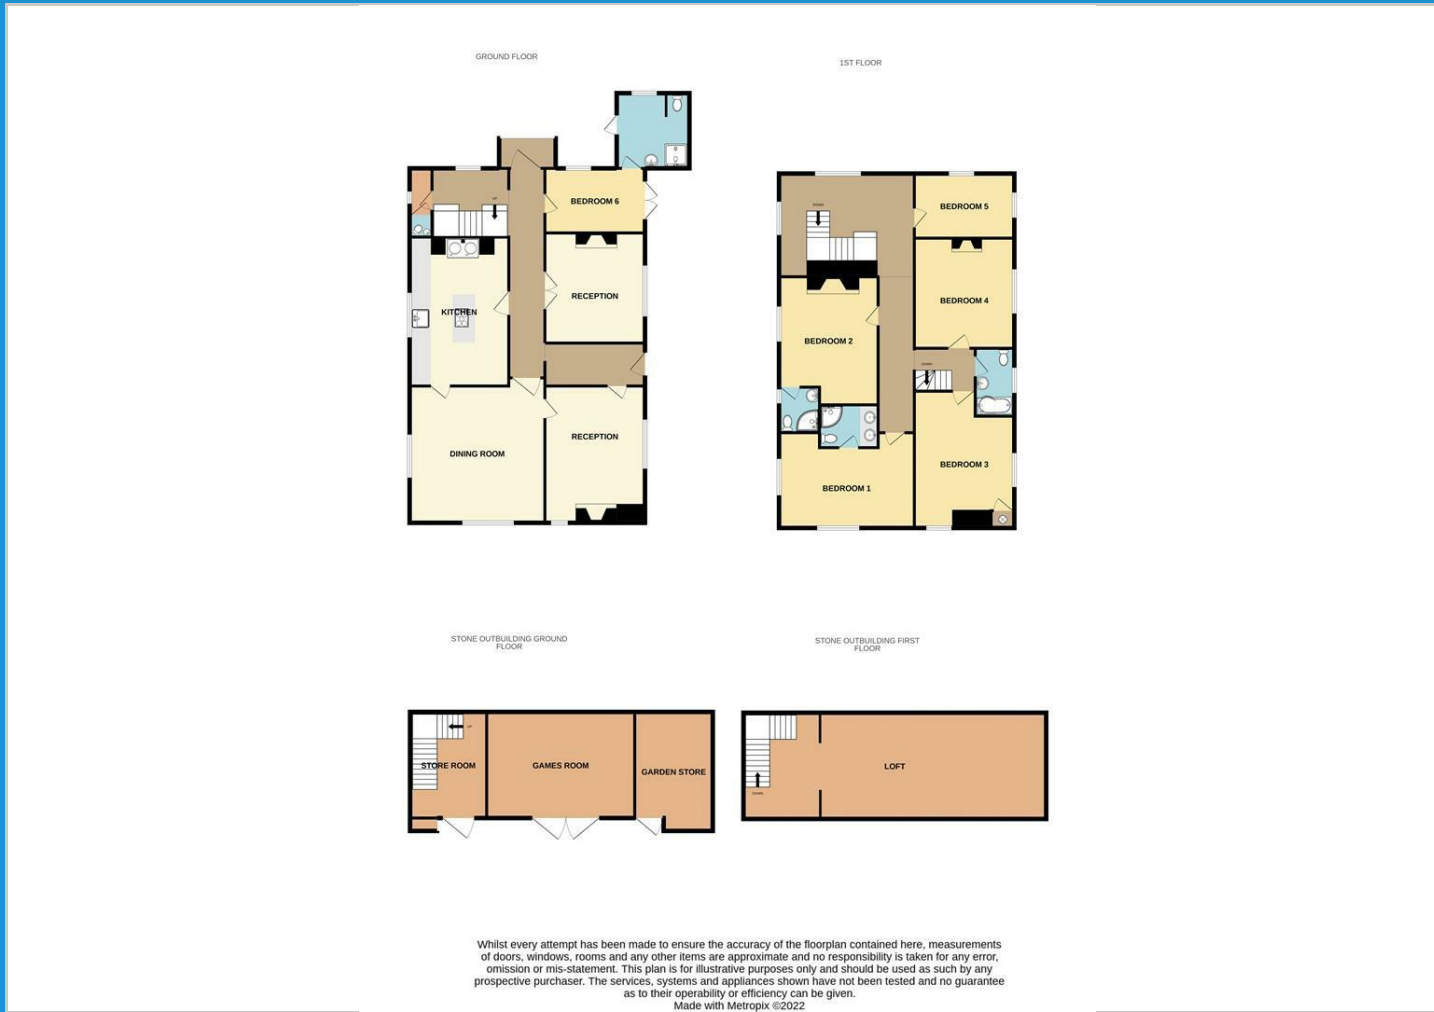 GROUND FLOOR
1ST FLOOR
UP
BEDROOM 6
RECEPTION
KITCHEN
RECEPTION
DINING ROOM
DOWN
BEDROOM 5
BEDROOM 4
BEDROOM 2
DOWN
BEDROOM 3
BEDROOM 1
STONE OUTBUILDING GROUND
FLOOR
STONE OUTBUILDING FIRST
FLOOR
UP
STORE ROOM
GAMES ROOM
GARDEN STORE
LOFT
DOWN
Whilst every attempt has been made to ensure the accuracy of the floorplan contained here, measurements
of doors, windows, rooms and any other items are approximate and no responsibility is taken for any error,
omission or mis-statement. This plan is for illustrative purposes only and should be used as such by any
prospective purchaser. The services, systems and appliances shown have not been tested and no guarantee
as to their operability or efficiency can be given.
Made with Metropix ©2022